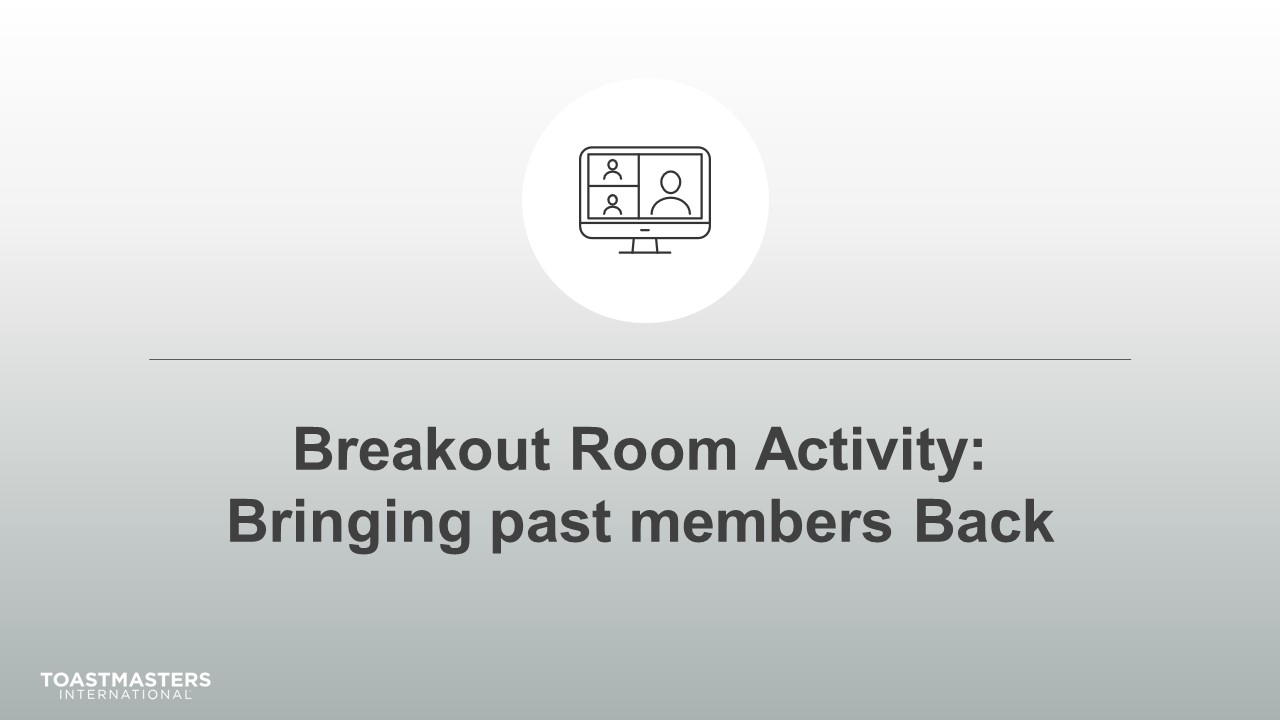 Breakout Room Activity:
Bringing past members Back
TOASTMASTERS
INTERNATIONAL